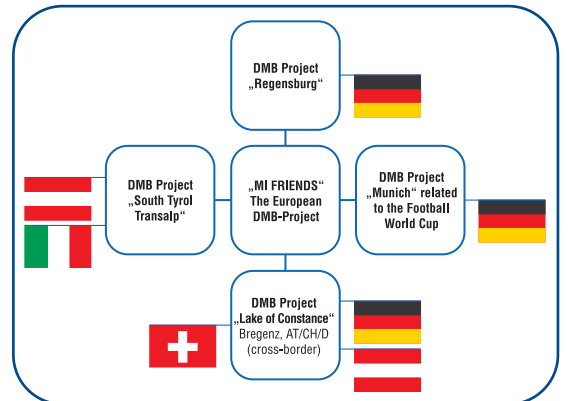 DMB Project
„Regensburg“
DMB Project
„South Tyrol
Transalp“
„MI FRIENDS“
The European
DMB-Project
DMB Project
„Munich“ related
to the Football
World Cup
DMB Project
„Lake of Constance“
Bregenz, AT/CH/D
(cross-border)